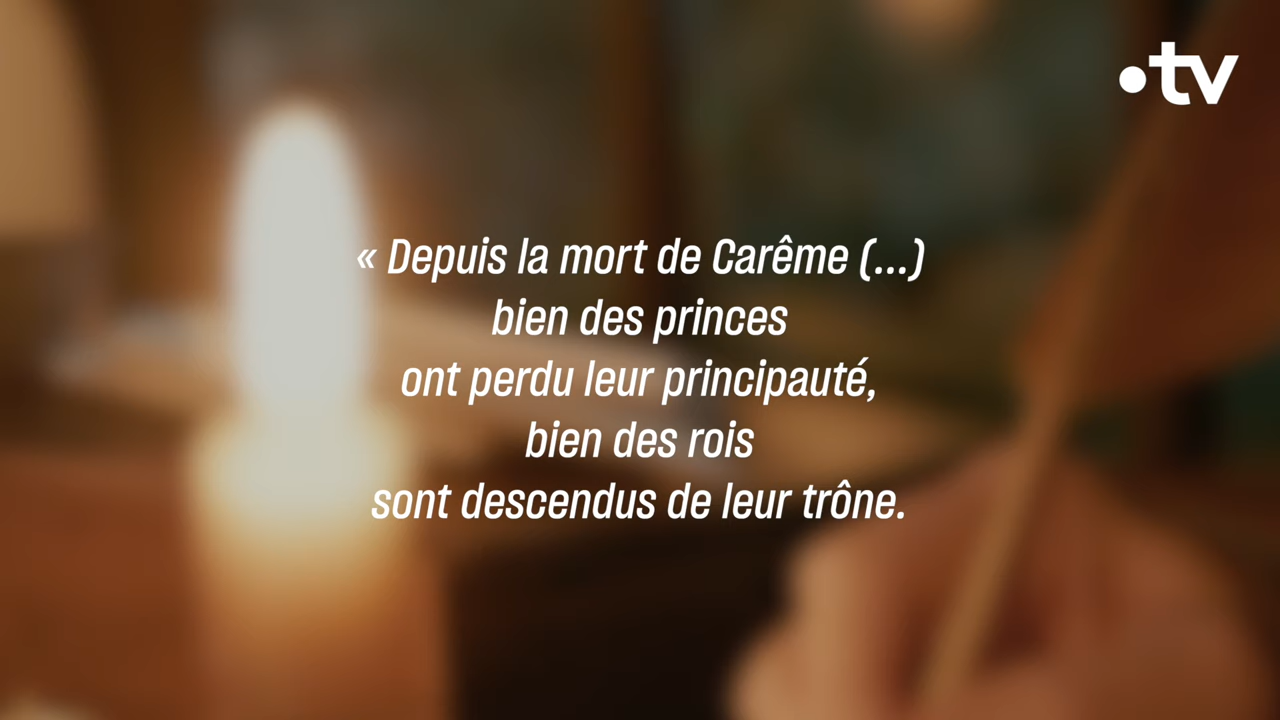 •tv
« Depuis la mort de Carême (...)
bien des princes
ont perdu leur principauté,
bien des rois
sont descendus de leur trône.